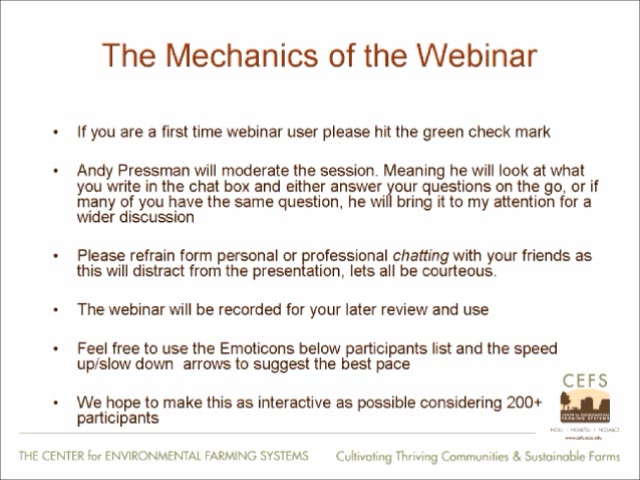 The Mechanics of the Webinar
• If you are a first time webinar user please hit the green check mark
• Andy Pressman will moderate the session. Meaning he will look at what
you write in the chat box and either answer your questions on the go, or if
many of you have the same question, he will bring it to my attention for a
wider discussion
• Please refrain form personal or professional chatting with your friends as
this will distract from the presentation, lets all be courteous.
• The webinar will be recorded for your later review and use
• Feel free to use the Emoticons below participants list and the speed
up/slow down arrows to suggest the best pace
• We hope to make this as interactive as possible considering 200+
participants
CEFS
CENTER for ENVIRONMENTAL
FARMING SYSTEMS
THE CENTER for ENVIRONMENTAL FARMING SYSTEMS
Cultivating Thriving Communities & Sustainable Farms